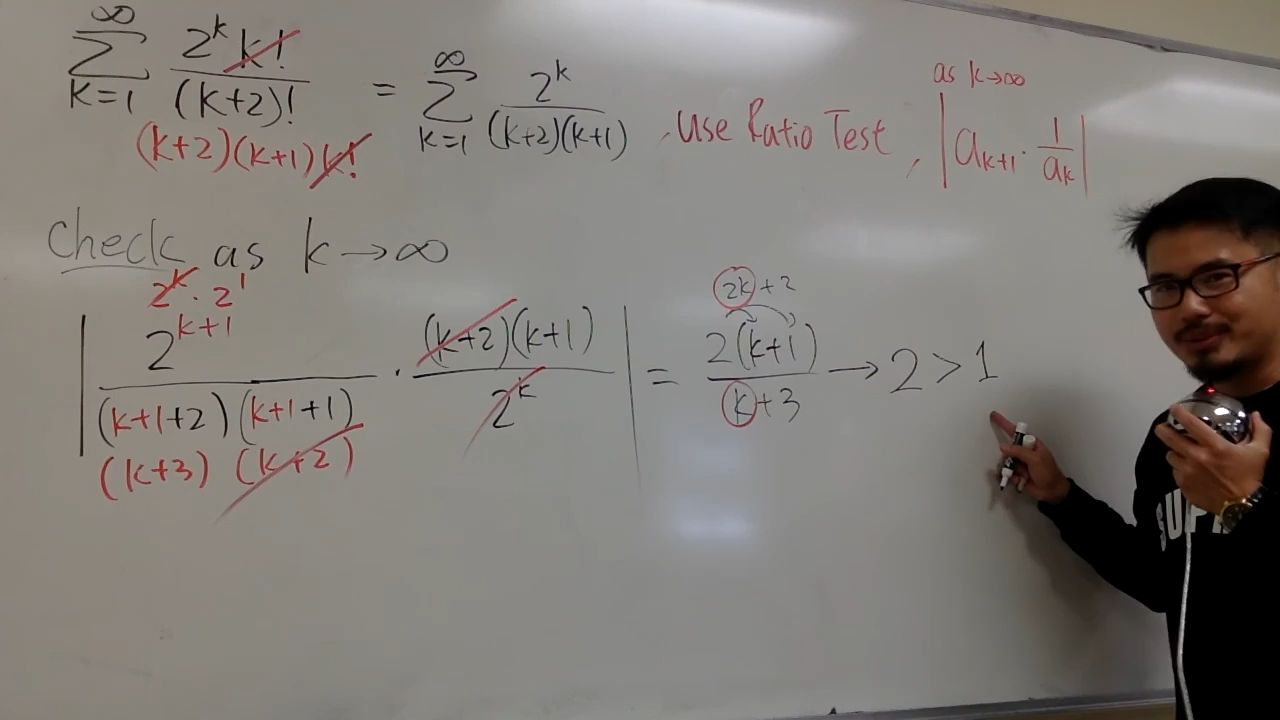 ∞∑k=1 2^k k!/(k+2)! = ∞∑k=1 2^k/((k+2)(k+1)) , Use Ratio Test, as k→∞ |a_{k+1} · 1/a_k|
(k+2)(k+1)k!
Check as k→∞
2^k · 2^1
|2^{k+1}/((k+1+2)(k+1+1)) · (k+2)(k+1)/2^k| = 2(k+1)/(k+3) → 2 > 1
2k+2
(k+3) (k+2)